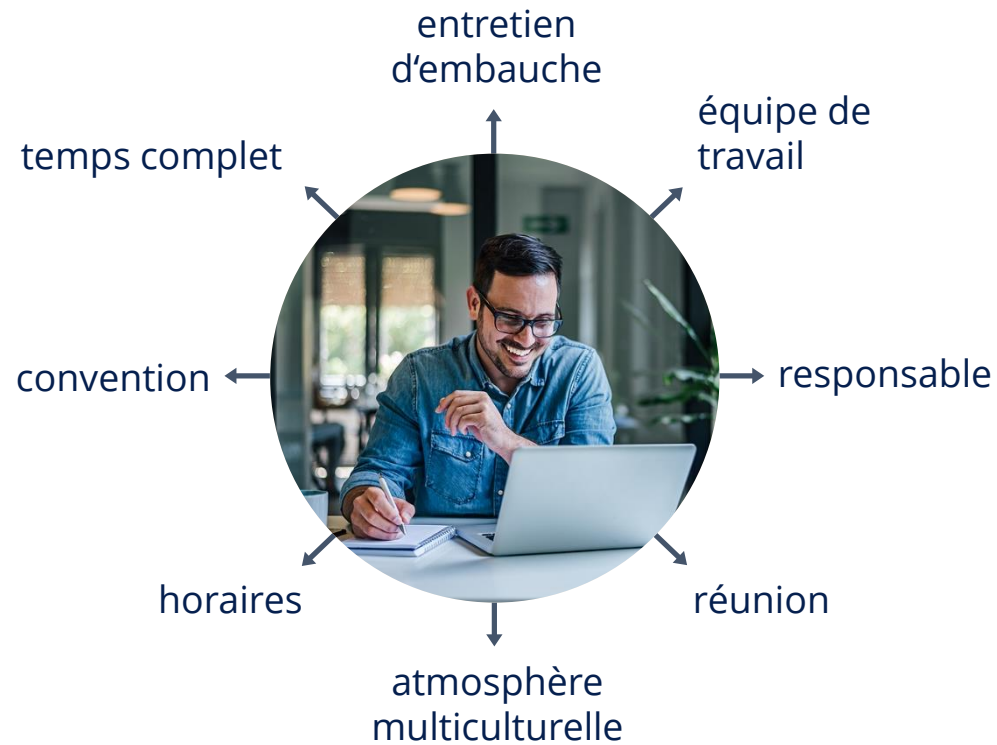 entretien
d‘embauche
équipe de
travail
temps complet
convention
responsable
horaires
réunion
atmosphère
multiculturelle